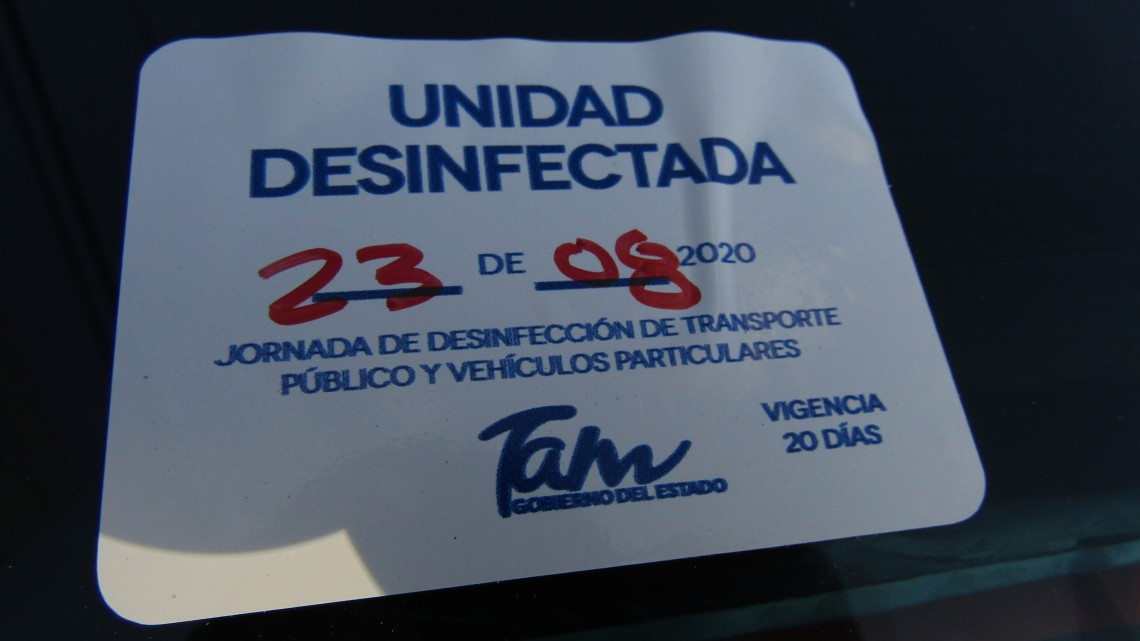 UNIDAD
DESINFECTADA
23 DE 08 2020
JORNADA DE DESINFECCIÓN DE TRANSPORTE
PÚBLICO Y VEHÍCULOS PARTICULARES
VIGENCIA
20 DÍAS
Tam
GOBIERNO DEL ESTADO